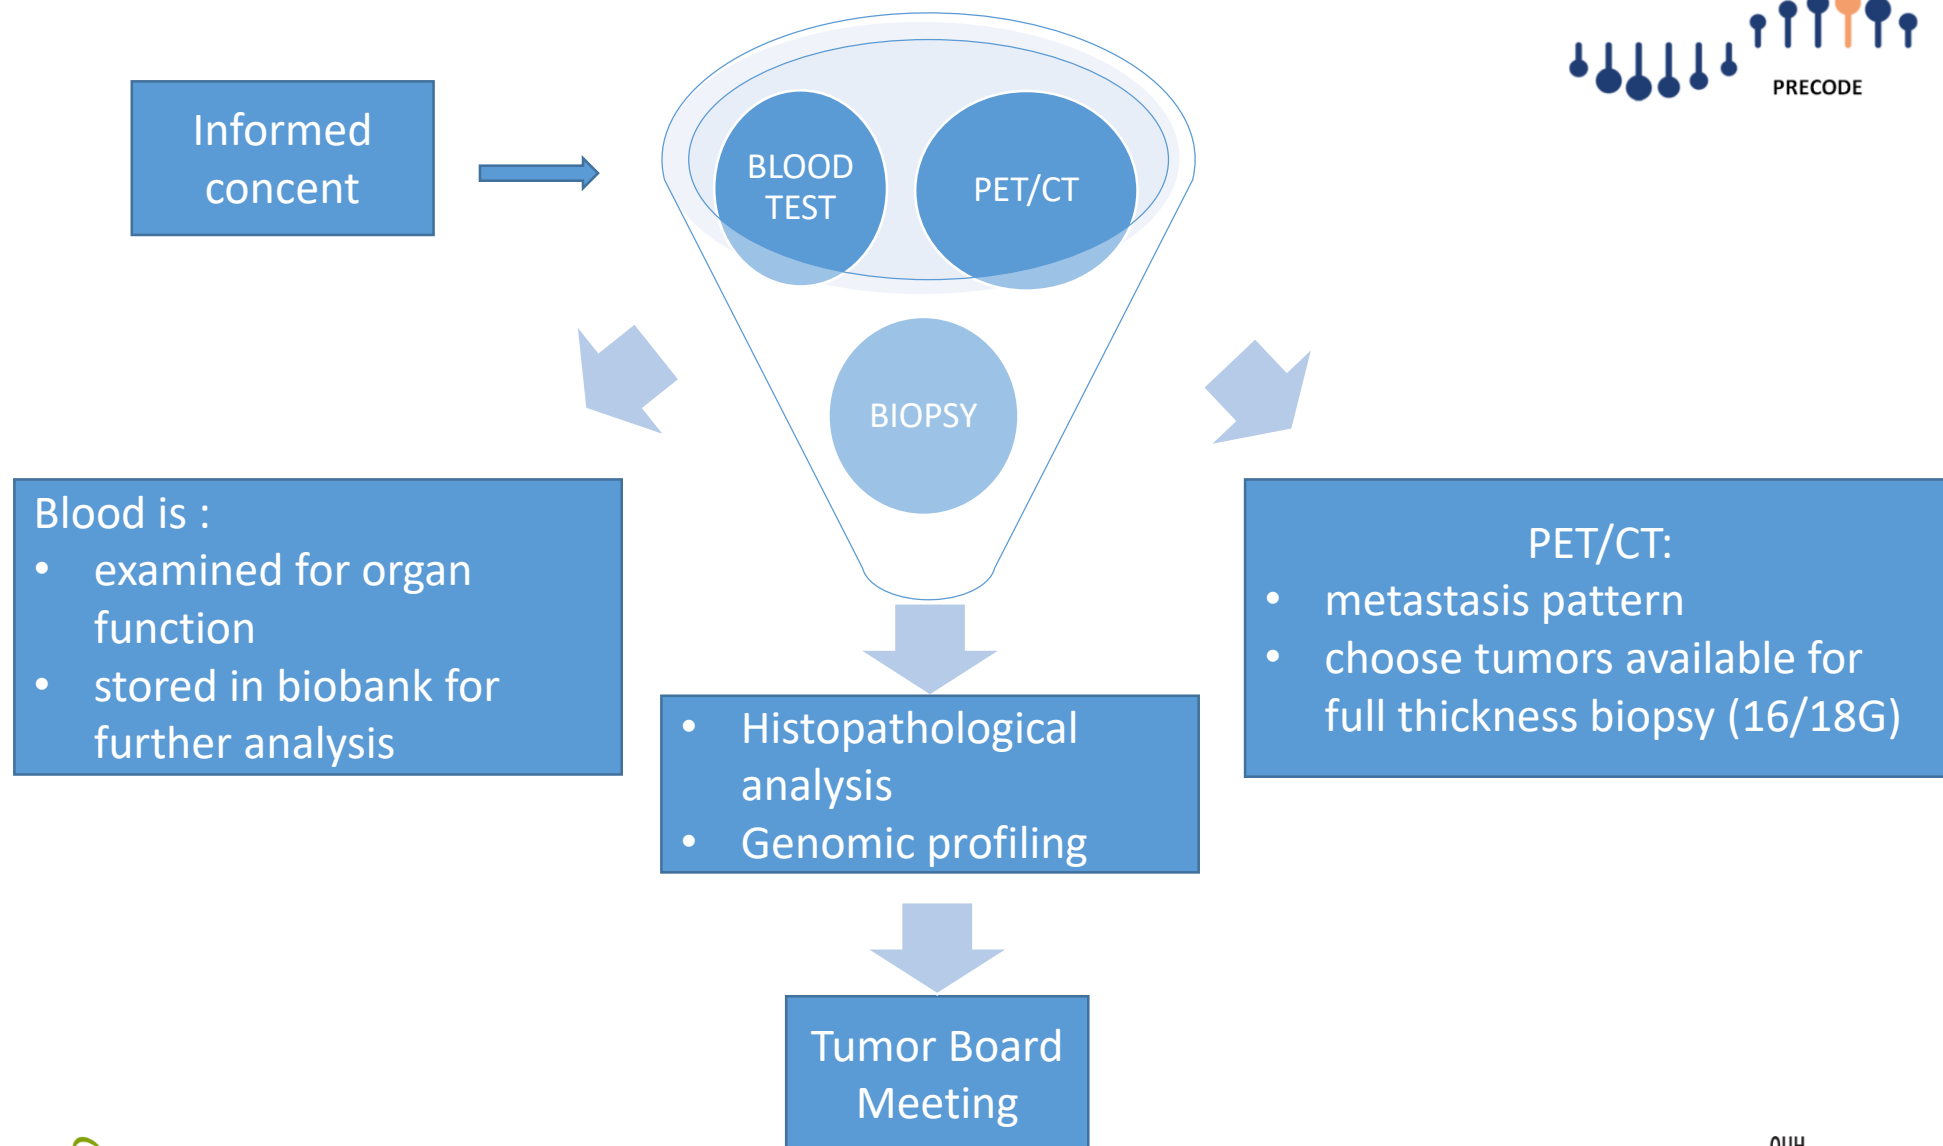 PRECODE
Informed
concent
BLOOD
TEST
PET/CT
BIOPSY
Blood is :
• examined for organ
function
• stored in biobank for
further analysis
PET/CT:
• metastasis pattern
• choose tumors available for
full thickness biopsy (16/18G)
• Histopathological
analysis
• Genomic profiling
Tumor Board
Meeting